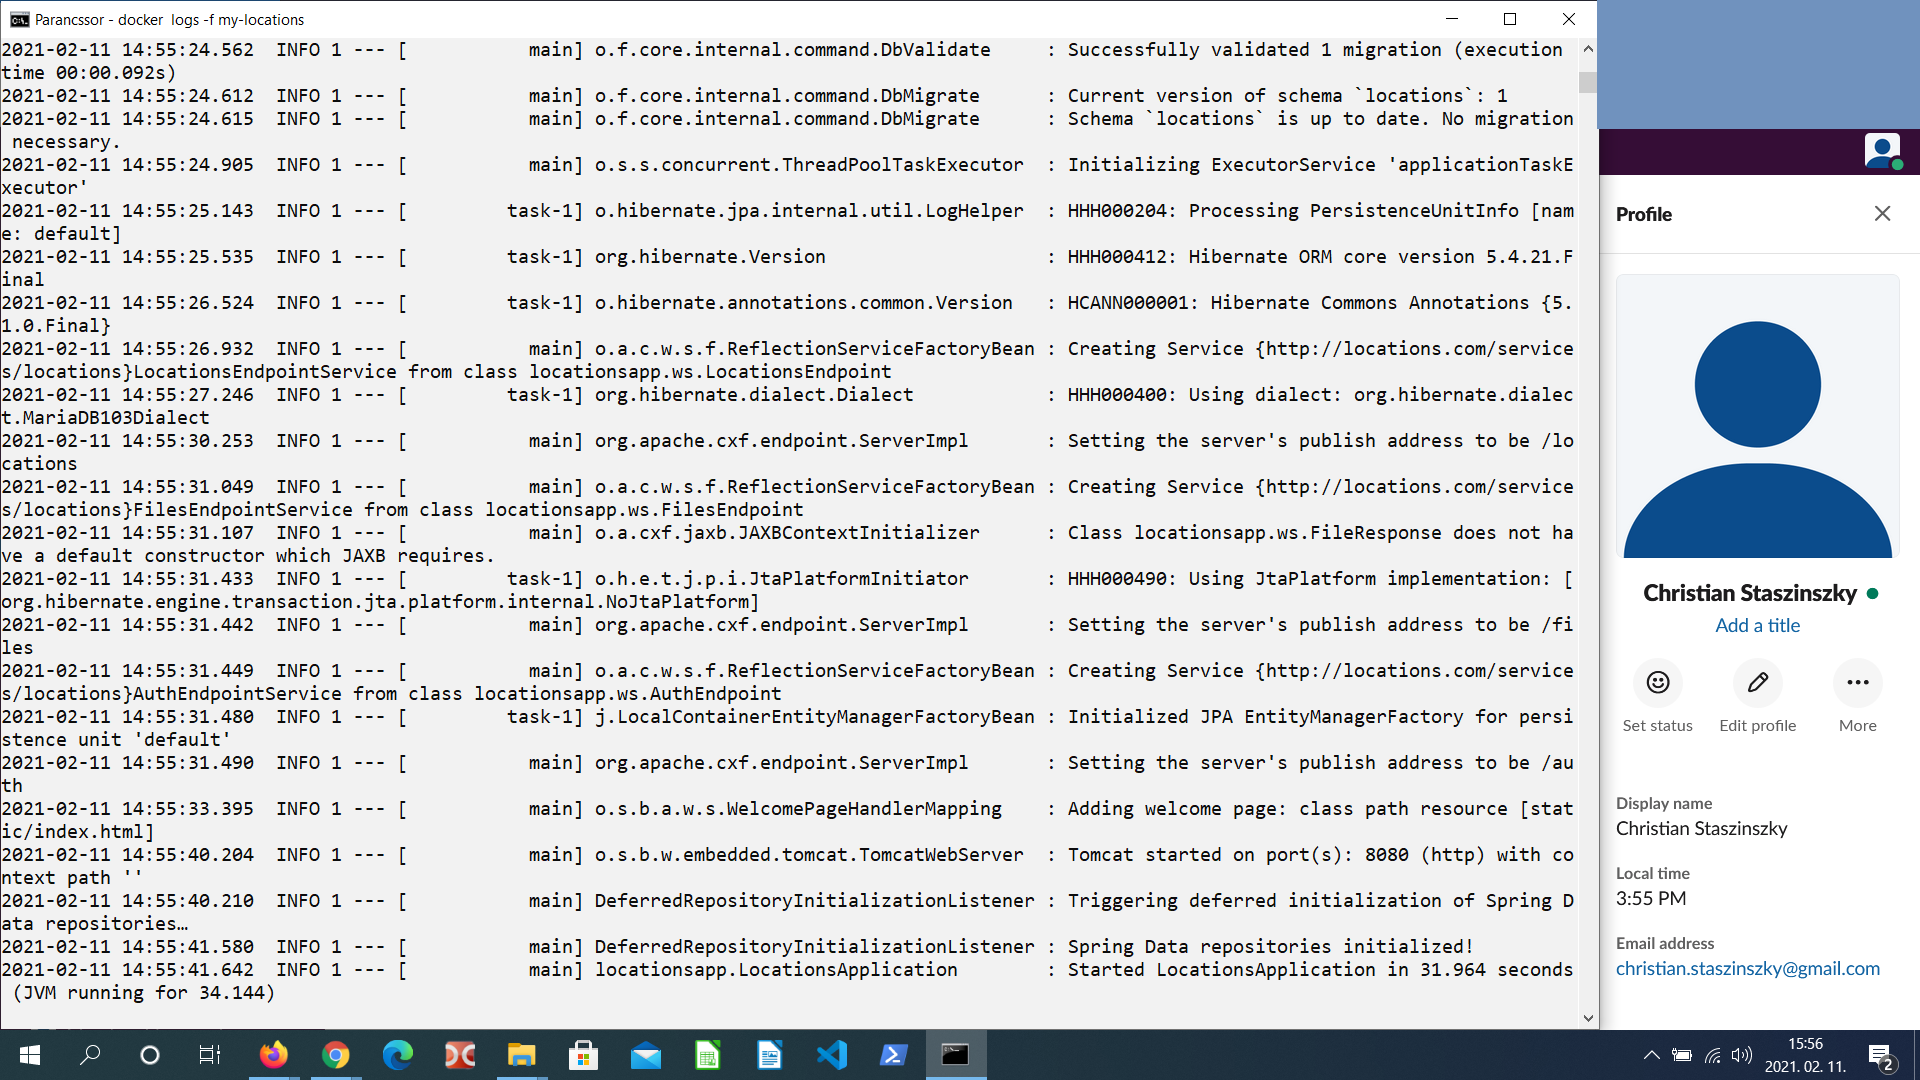 Parancssor - docker  logs -f my-locations
2021-02-11 14:55:24.562  INFO 1 --- [           main] o.f.core.internal.command.DbValidate     : Successfully validated 1 migration (execution
time 00:00.092s)
2021-02-11 14:55:24.612  INFO 1 --- [           main] o.f.core.internal.command.DbMigrate      : Current version of schema `locations`: 1
2021-02-11 14:55:24.615  INFO 1 --- [           main] o.f.core.internal.command.DbMigrate      : Schema `locations` is up to date. No migration
 necessary.
2021-02-11 14:55:24.905  INFO 1 --- [           main] o.s.s.concurrent.ThreadPoolTaskExecutor  : Initializing ExecutorService 'applicationTaskE
xecutor'
2021-02-11 14:55:25.143  INFO 1 --- [         task-1] o.hibernate.jpa.internal.util.LogHelper  : HHH000204: Processing PersistenceUnitInfo [nam
e: default]
2021-02-11 14:55:25.535  INFO 1 --- [         task-1] org.hibernate.Version                    : HHH000412: Hibernate ORM core version 5.4.21.F
inal
2021-02-11 14:55:26.524  INFO 1 --- [         task-1] o.hibernate.annotations.common.Version   : HCANN000001: Hibernate Commons Annotations {5.
1.0.Final}
2021-02-11 14:55:26.932  INFO 1 --- [           main] o.a.c.w.s.f.ReflectionServiceFactoryBean : Creating Service {http://locations.com/service
s/locations}LocationsEndpointService from class locationsapp.ws.LocationsEndpoint
2021-02-11 14:55:27.246  INFO 1 --- [         task-1] org.hibernate.dialect.Dialect            : HHH000400: Using dialect: org.hibernate.dialec
t.MariaDB103Dialect
2021-02-11 14:55:30.253  INFO 1 --- [           main] org.apache.cxf.endpoint.ServerImpl       : Setting the server's publish address to be /lo
cations
2021-02-11 14:55:31.049  INFO 1 --- [           main] o.a.c.w.s.f.ReflectionServiceFactoryBean : Creating Service {http://locations.com/service
s/locations}FilesEndpointService from class locationsapp.ws.FilesEndpoint
2021-02-11 14:55:31.107  INFO 1 --- [           main] o.a.cxf.jaxb.JAXBContextInitializer      : Class locationsapp.ws.FileResponse does not ha
ve a default constructor which JAXB requires.
2021-02-11 14:55:31.433  INFO 1 --- [         task-1] o.h.e.t.j.p.i.JtaPlatformInitiator       : HHH000490: Using JtaPlatform implementation: [
org.hibernate.engine.transaction.jta.platform.internal.NoJtaPlatform]
2021-02-11 14:55:31.442  INFO 1 --- [           main] org.apache.cxf.endpoint.ServerImpl       : Setting the server's publish address to be /fi
les
2021-02-11 14:55:31.449  INFO 1 --- [           main] o.a.c.w.s.f.ReflectionServiceFactoryBean : Creating Service {http://locations.com/service
s/locations}AuthEndpointService from class locationsapp.ws.AuthEndpoint
2021-02-11 14:55:31.480  INFO 1 --- [         task-1] j.LocalContainerEntityManagerFactoryBean : Initialized JPA EntityManagerFactory for persi
stence unit 'default'
2021-02-11 14:55:31.490  INFO 1 --- [           main] org.apache.cxf.endpoint.ServerImpl       : Setting the server's publish address to be /au
th
2021-02-11 14:55:33.395  INFO 1 --- [           main] o.s.b.a.w.s.WelcomePageHandlerMapping    : Adding welcome page: class path resource [stat
ic/index.html]
2021-02-11 14:55:40.204  INFO 1 --- [           main] o.s.b.w.embedded.tomcat.TomcatWebServer  : Tomcat started on port(s): 8080 (http) with co
ntext path ''
2021-02-11 14:55:40.210  INFO 1 --- [           main] DeferredRepositoryInitializationListener : Triggering deferred initialization of Spring D
ata repositories…
2021-02-11 14:55:41.580  INFO 1 --- [           main] DeferredRepositoryInitializationListener : Spring Data repositories initialized!
2021-02-11 14:55:41.642  INFO 1 --- [           main] locationsapp.LocationsApplication        : Started LocationsApplication in 31.964 seconds
 (JVM running for 34.144)
Profile
Christian Staszinszky
Add a title
Set status
Edit profile
More
Display name
Christian Staszinszky
Local time
3:55 PM
Email address
christian.staszinszky@gmail.com
15:56
2021. 02. 11.
2